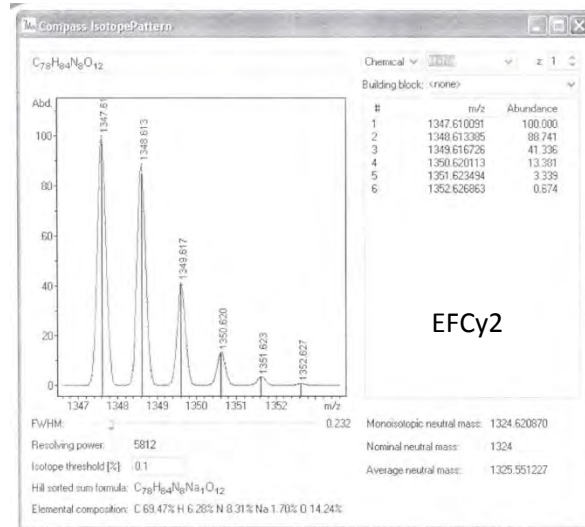 Compass IsotopePattern
C78H84N8O12
Chemical
z: 1
Building block: <none>
Abd.
100
80
60
40
20
0
1347.61
1348.613
1349.617
1350.620
1351.623
1352.627
1347 1348 1349 1350 1351 1352 m/z
# m/z Abundance
1 1347.610091 100.000
2 1348.613385 88.741
3 1349.616726 41.336
4 1350.620113 13.381
5 1351.623494 3.339
6 1352.626863 0.674
EFCy2
FWHM: 0.232
Resolving power: 5812
Isotope threshold [%]: 0.1
Hill sorted sum formula: C78H84N8Na1O12
Elemental composition: C 69.47% H 6.28% N 8.31% Na 1.70% O 14.24%
Monoisotopic neutral mass: 1324.620870
Nominal neutral mass: 1324
Average neutral mass: 1325.551227